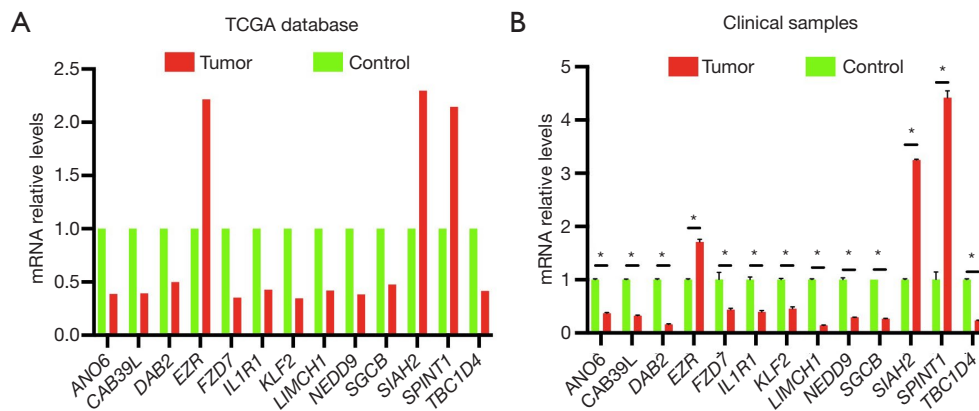 A
TCGA database
Tumor
Control
mRNA relative levels
2.5
2.0
1.5
1.0
0.5
0.0
ANO6
CAB39L
DAB2
EZR
FZD7
IL1R1
KLF2
LIMCH1
NEDD9
SGCB
SIAH2
SPINT1
TBC1D4
B
Clinical samples
Tumor
Control
mRNA relative levels
5
4
3
2
1
0
*
*
*
*
*
*
*
*
*
*
*
*
*
ANO6
CAB39L
DAB2
EZR
FZD7
IL1R1
KLF2
LIMCH1
NEDD9
SGCB
SIAH2
SPINT1
TBC1D4